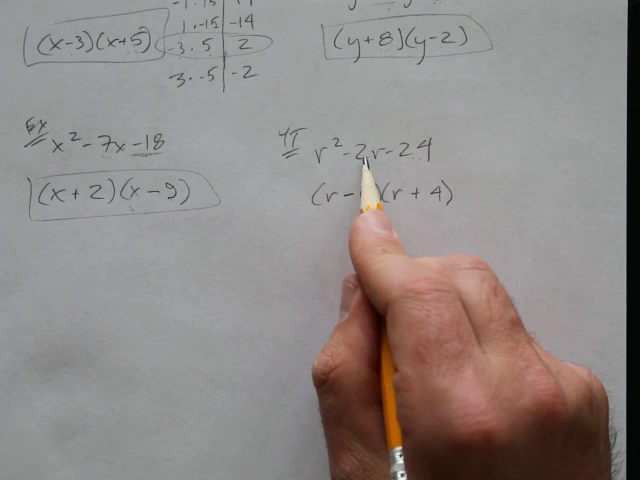 1·-15 | -14
(x-3)(x+5) -3·5 | 2
3·-5 | -2
(y+8)(y-2)
Ex x² - 7x - 18
(x+2)(x-9)
YT r² - 2r - 24
(r- )(r+4)